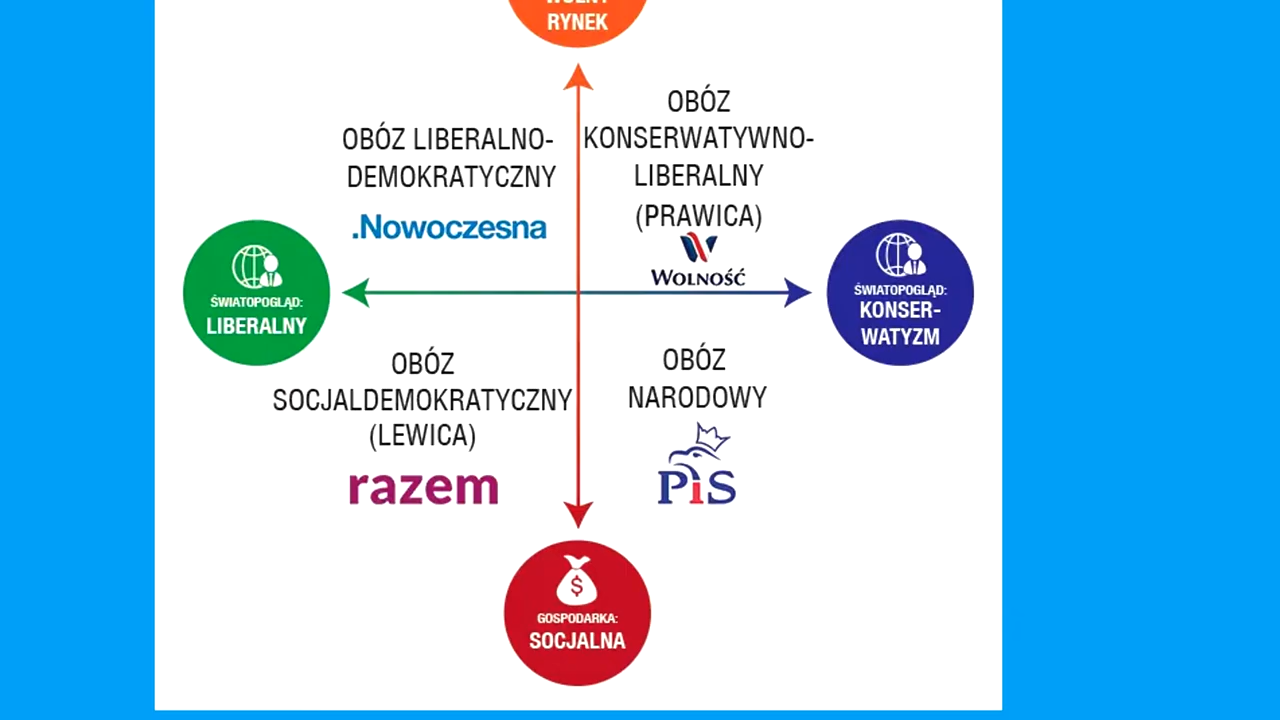 WOLNY
RYNEK
OBÓZ LIBERALNO-
DEMOKRATYCZNY
.Nowoczesna
OBÓZ
KONSERWATYWNO-
LIBERALNY
(PRAWICA)
WOLNOŚĆ
ŚWIATOPOGLĄD:
LIBERALNY
ŚWIATOPOGLĄD:
KONSER-
WATYZM
OBÓZ
SOCJALDEMOKRATYCZNY
(LEWICA)
razem
OBÓZ
NARODOWY
PiS
$
GOSPODARKA:
SOCJALNA